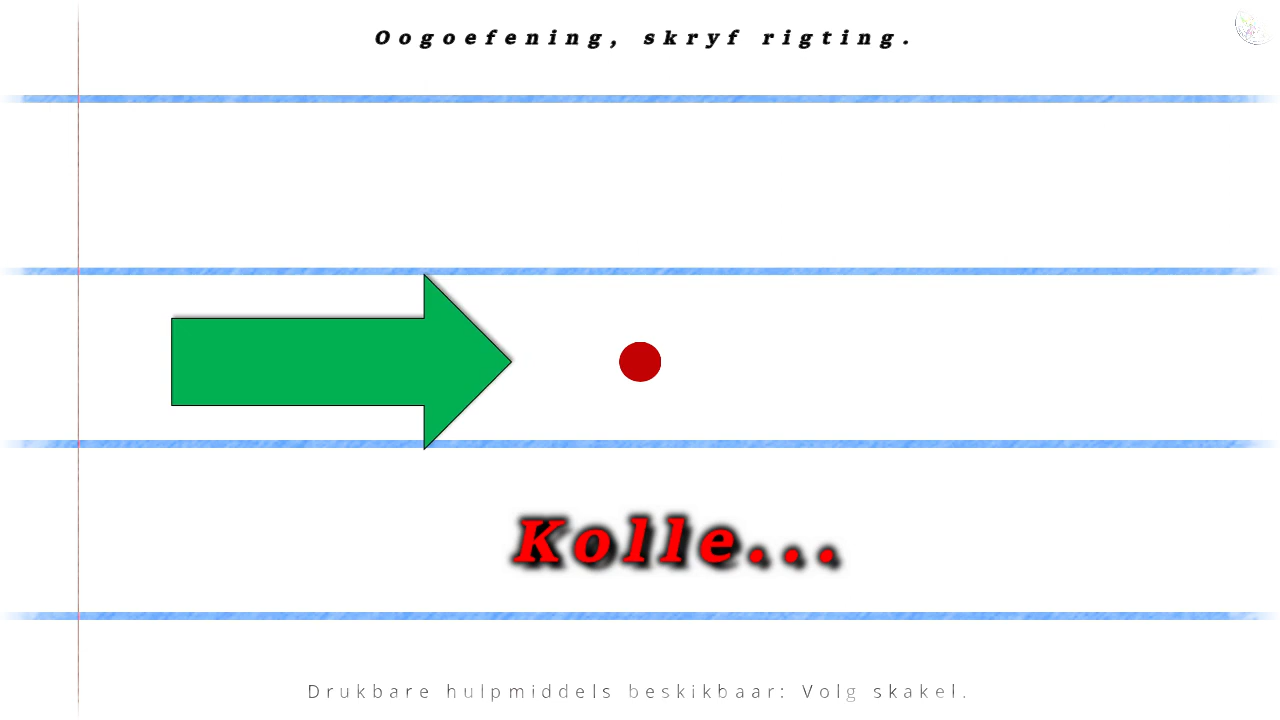 Oogoefening, skryf rigting.
Kolle...
Drukbare hulpmiddels beskikbaar: Volg skakel.